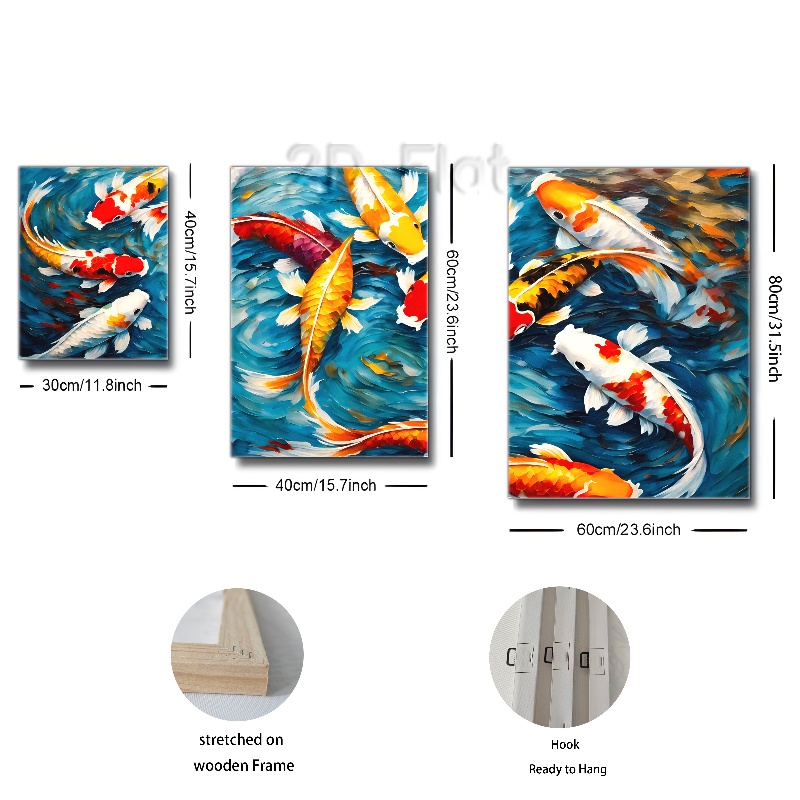 2D Flat
40cm/15.7inch
30cm/11.8inch
60cm/23.6inch
40cm/15.7inch
80cm/31.5inch
60cm/23.6inch
stretched on
wooden Frame
Hook
Ready to Hang